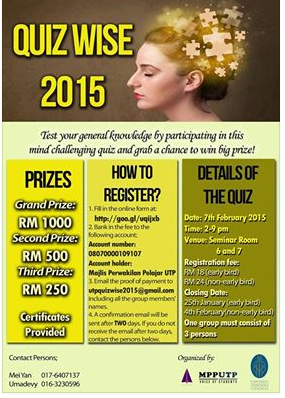 QUIZ WISE
2015
Test your general knowledge by participating in this
mind challenging quiz and grab a chance to win big prize!
PRIZES
Grand Prize:
RM 1000
Second Prize:
RM 500
Third Prize:
RM 250
Certificates
Provided
HOW TO
REGISTER?
1. Fill in the online form at:
http://goo.gl/uqijxb
2. Bank in the fee to the
following account;
Account number:
08070000109107
Account holder:
Majlis Perwakilan Pelajar UTP
3. Email the proof of payment to
utpquizwise2015@gmail.com
including all the group members'
names.
4. A confirmation email will be
sent after TWO days. If you do not
receive the email after two days,
contact the persons below.
DETAILS OF
THE QUIZ
Date: 7th February 2015
Time: 2-9 pm
Venue: Seminar Room
6 and 7
Registration fee:
RM 18 (early bird)
RM 24 (non-early bird)
Closing Date:
25th January (early bird)
4th February(non-early bird)
One group must consist of
3 persons
Contact Persons;
Mei Yan 017-6407137
Umadevy 016-3230596
Organized by:
MPPUTP
VOICE OF STUDENTS